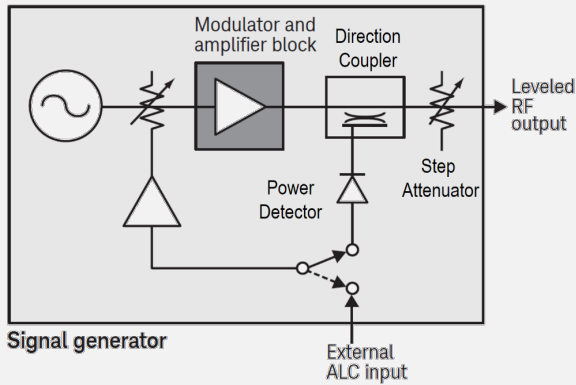 Modulator and
amplifier block
Direction
Coupler
Leveled
RF
output
Step
Attenuator
Power
Detector
Signal generator
External
ALC input